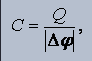 C = Q / |Δφ|,